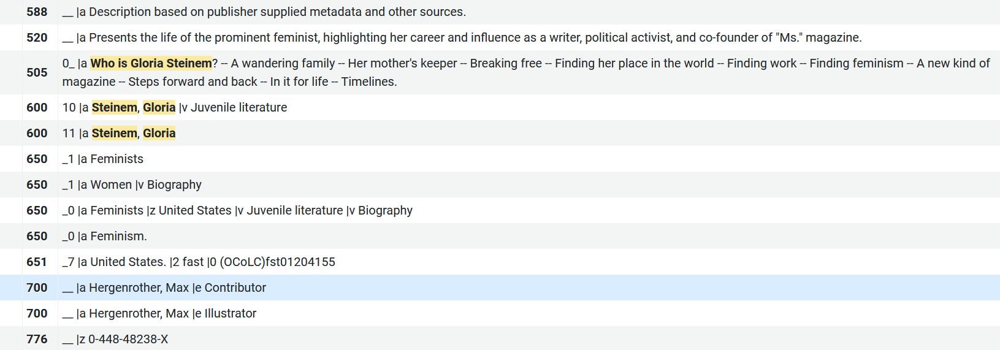 588 __ |a Description based on publisher supplied metadata and other sources.
520 __ |a Presents the life of the prominent feminist, highlighting her career and influence as a writer, political activist, and co-founder of "Ms." magazine.
505 0_ |a Who is Gloria Steinem? -- A wandering family -- Her mother's keeper -- Breaking free -- Finding her place in the world -- Finding work -- Finding feminism -- A new kind of
magazine -- Steps forward and back -- In it for life -- Timelines.
600 10 |a Steinem, Gloria |v Juvenile literature
600 11 |a Steinem, Gloria
650 _1 |a Feminists
650 _1 |a Women |v Biography
650 _0 |a Feminists |z United States |v Juvenile literature |v Biography
650 _0 |a Feminism.
651 _7 |a United States. |2 fast |0 (OCoLC)fst01204155
700 __ |a Hergenrother, Max |e Contributor
700 __ |a Hergenrother, Max |e Illustrator
776 __ |z 0-448-48238-X